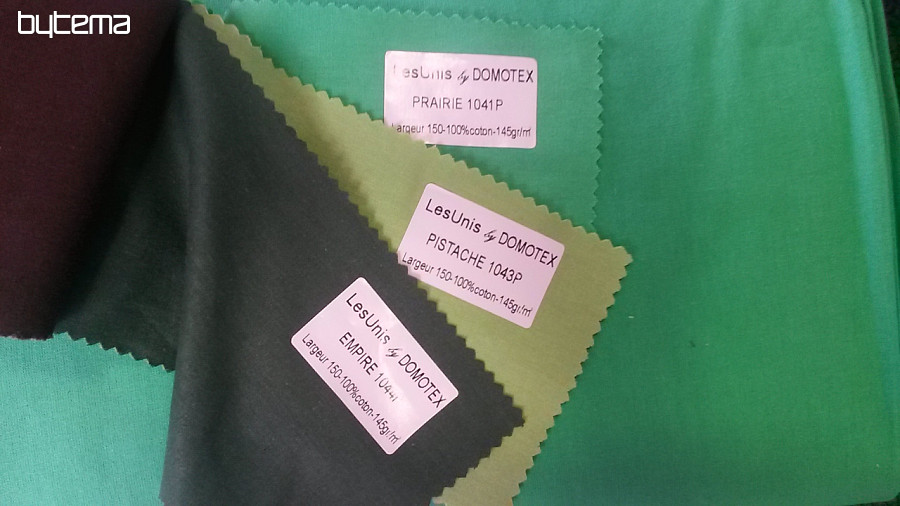 bytema
LesUnis by DOMOTEX
PRAIRIE 1041P
Largeur 150-100%coton-145gr/m²
LesUnis by DOMOTEX
PISTACHE 1043P
Largeur 150-100%coton-145gr/m²
LesUnis by DOMOTEX
EMPIRE
Largeur 150-100%coton-145gr/m²